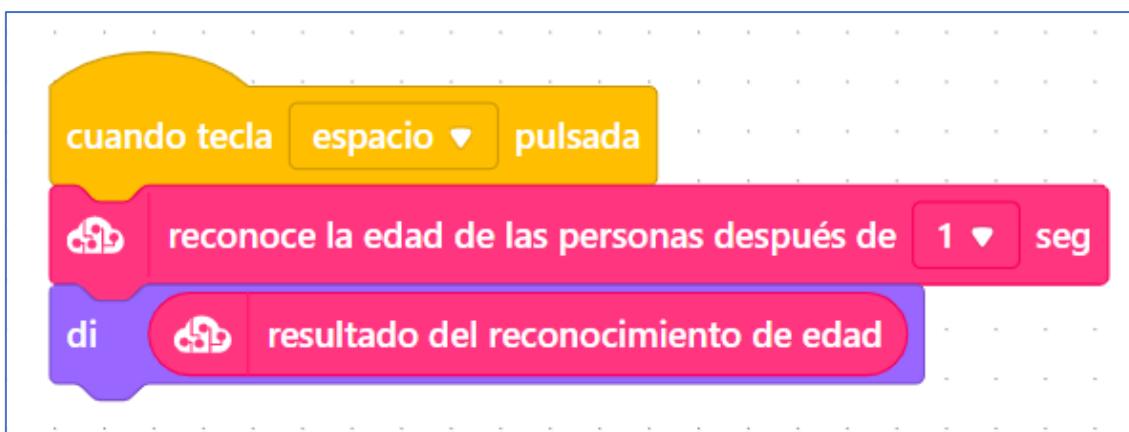 cuando tecla espacio pulsada
reconoce la edad de las personas después de 1 seg
di resultado del reconocimiento de edad